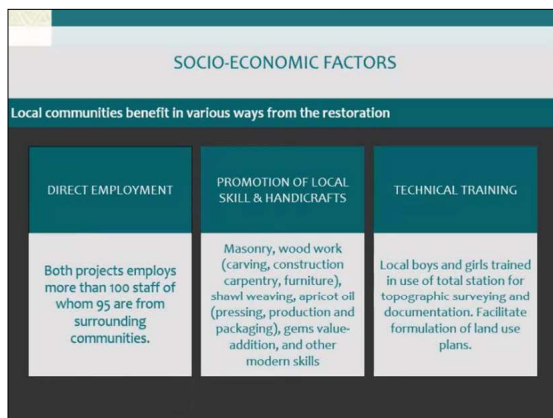 SOCIO-ECONOMIC FACTORS
Local communities benefit in various ways from the restoration
DIRECT EMPLOYMENT
Both projects employs
more than 100 staff of
whom 95 are from
surrounding
communities.
PROMOTION OF LOCAL
SKILL & HANDICRAFTS
Masonry, wood work
(carving, construction
carpentry, furniture),
shawl weaving, apricot oil
(pressing, production and
packaging), gems value-
addition, and other
modern skills
TECHNICAL TRAINING
Local boys and girls trained
in use of total station for
topographic surveying and
documentation. Facilitate
formulation of land use
plans.